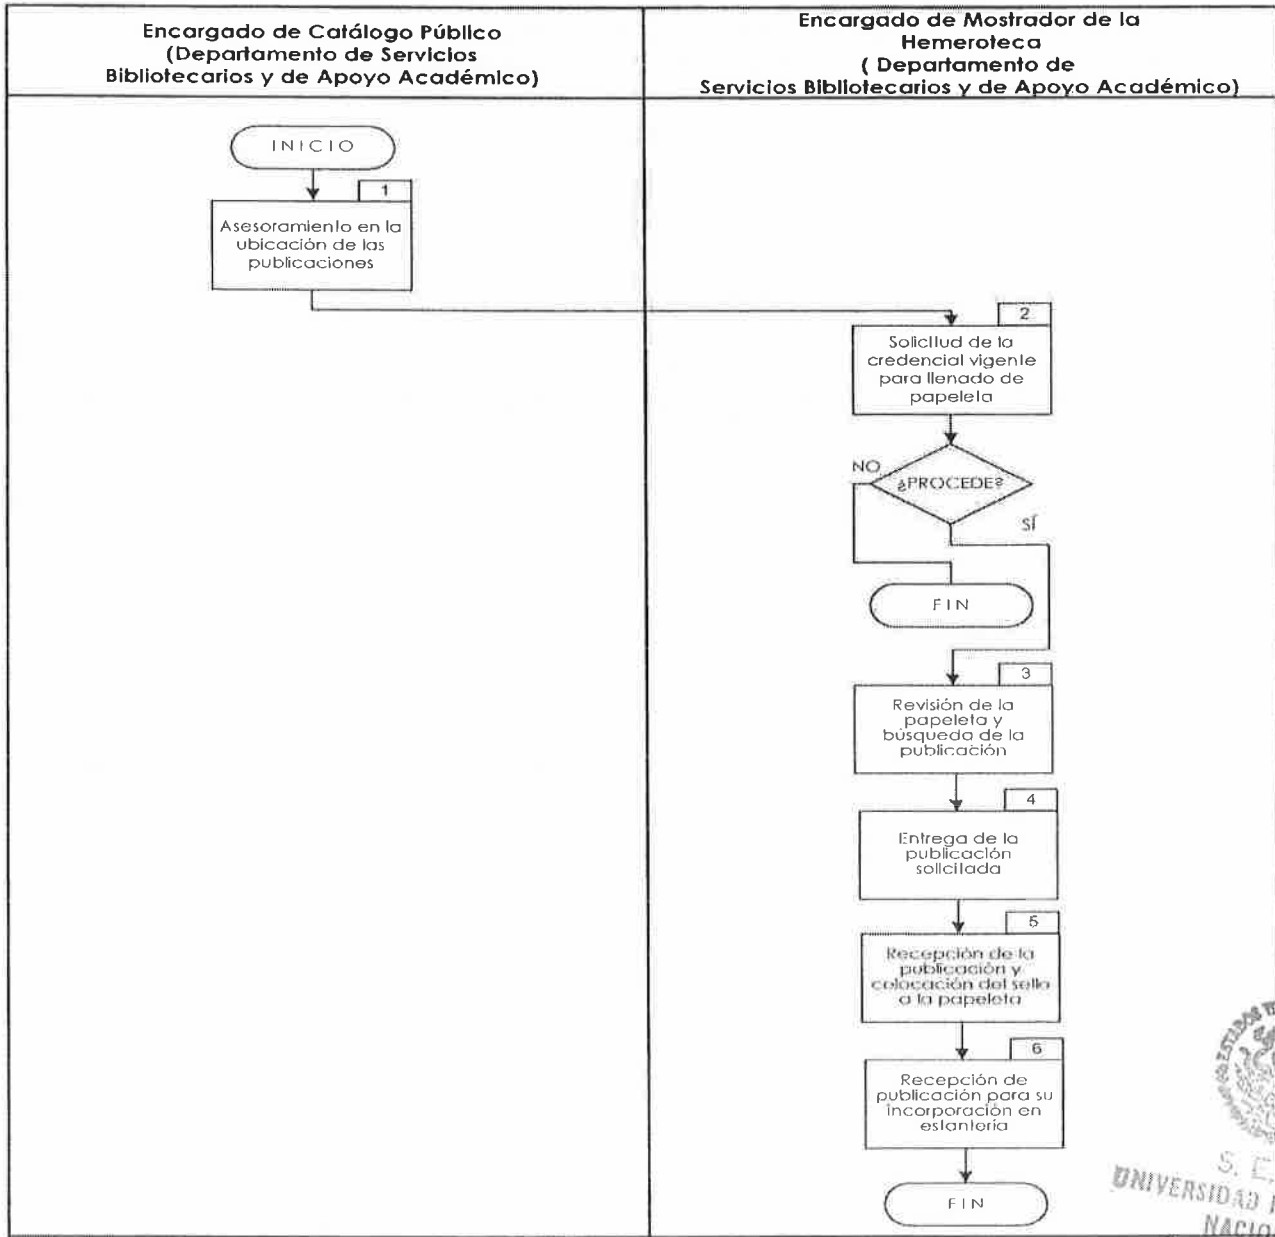 Encargado de Catálogo Público
(Departamento de Servicios
Bibliotecarios y de Apoyo Académico)
Encargado de Mostrador de la
Hemeroteca
( Departamento de
Servicios Bibliotecarios y de Apoyo Académico)
INICIO
1
Asesoramiento en la
ubicación de las
publicaciones
2
Solicitud de la
credencial vigente
para llenado de
papeleta
NO
¿PROCEDE?
SÍ
FIN
3
Revisión de la
papeleta y
búsqueda de la
publicación
4
Entrega de la
publicación
solicitada
5
Recepción de la
publicación y
colocación del sello
a la papeleta
6
Recepción de
publicación para su
incorporación en
estantería
FIN
ESTADOS
S. E.
UNIVERSIDAD